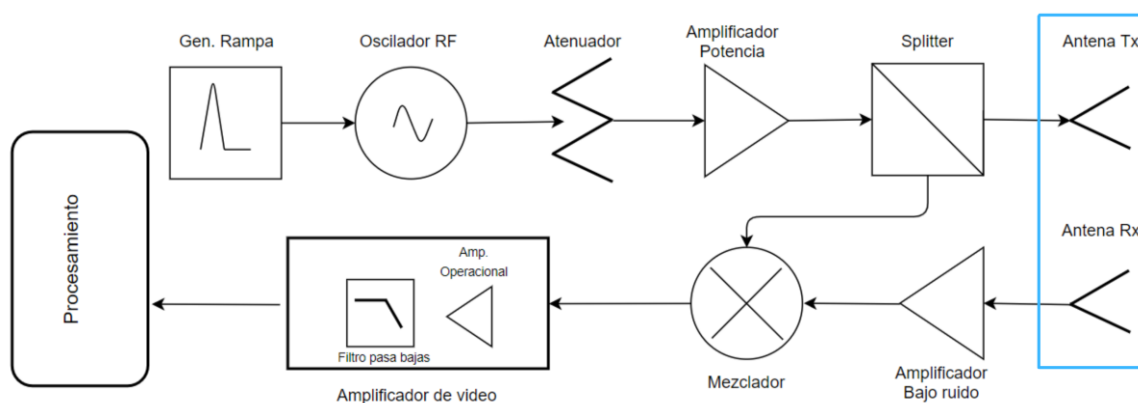 Gen. Rampa
Oscilador RF
Atenuador
Amplificador
Potencia
Splitter
Antena Tx
Procesamiento
Amp.
Operacional
Filtro pasa bajas
Amplificador de video
Mezclador
Amplificador
Bajo ruido
Antena Rx